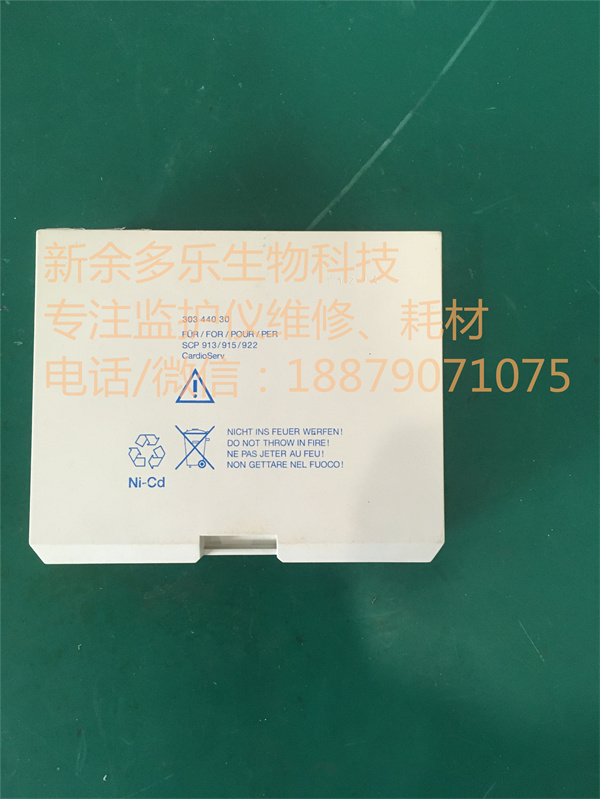 新余多乐生物科技
303 440 30
专注监护仪维修、耗材
FÜR / FOR / POUR / PER
SCP 913/915/922
CardioServ
电话/微信：18879071075
NICHT INS FEUER WERFEN!
DO NOT THROW IN FIRE!
NE PAS JETER AU FEU!
NON GETTARE NEL FUOCO!
Ni-Cd